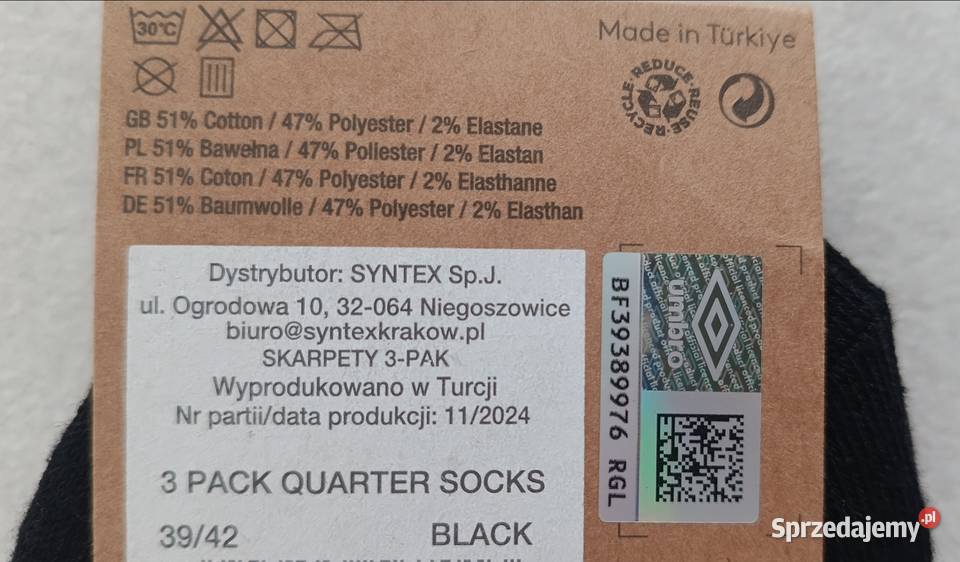 30°C
Made in Türkiye
REDUCE · REUSE · RECYCLE
GB 51% Cotton / 47% Polyester / 2% Elastane
PL 51% Bawełna / 47% Poliester / 2% Elastan
FR 51% Coton / 47% Polyester / 2% Elasthanne
DE 51% Baumwolle / 47% Polyester / 2% Elasthan
Dystrybutor: SYNTEX Sp.J.
ul. Ogrodowa 10, 32-064 Niegoszowice
biuro@syntexkrakow.pl
SKARPETY 3-PAK
Wyprodukowano w Turcji
Nr partii/data produkcji: 11/2024
3 PACK QUARTER SOCKS
39/42 BLACK
BF39389976 RGL
umbro
Sprzedajemy.pl